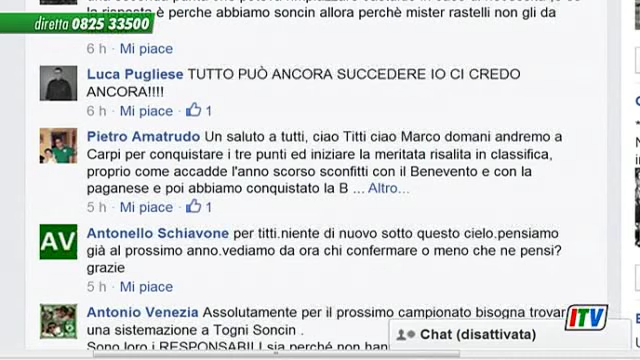 la risposta è perche abbiamo soncin allora perchè mister rastelli non gli da
diretta 0825 33500
6 h · Mi piace
Luca Pugliese TUTTO PUÒ ANCORA SUCCEDERE IO CI CREDO
ANCORA!!!!
6 h · Mi piace · 1
Pietro Amatrudo Un saluto a tutti, ciao Titti ciao Marco domani andremo a
Carpi per conquistare i tre punti ed iniziare la meritata risalita in classifica,
proprio come accadde l'anno scorso sconfitti con il Benevento e con la
paganese e poi abbiamo conquistato la B ... Altro...
5 h · Mi piace · 1
AV
Antonello Schiavone per titti.niente di nuovo sotto questo cielo.pensiamo
già al prossimo anno.vediamo da ora chi confermare o meno che ne pensi?
grazie
5 h · Mi piace
Antonio Venezia Assolutamente per il prossimo campionato bisogna trovar
una sistemazione a Togni Soncin .
Sono loro i RESPONSABILI sia perché non han
Chat (disattivata)
ITV